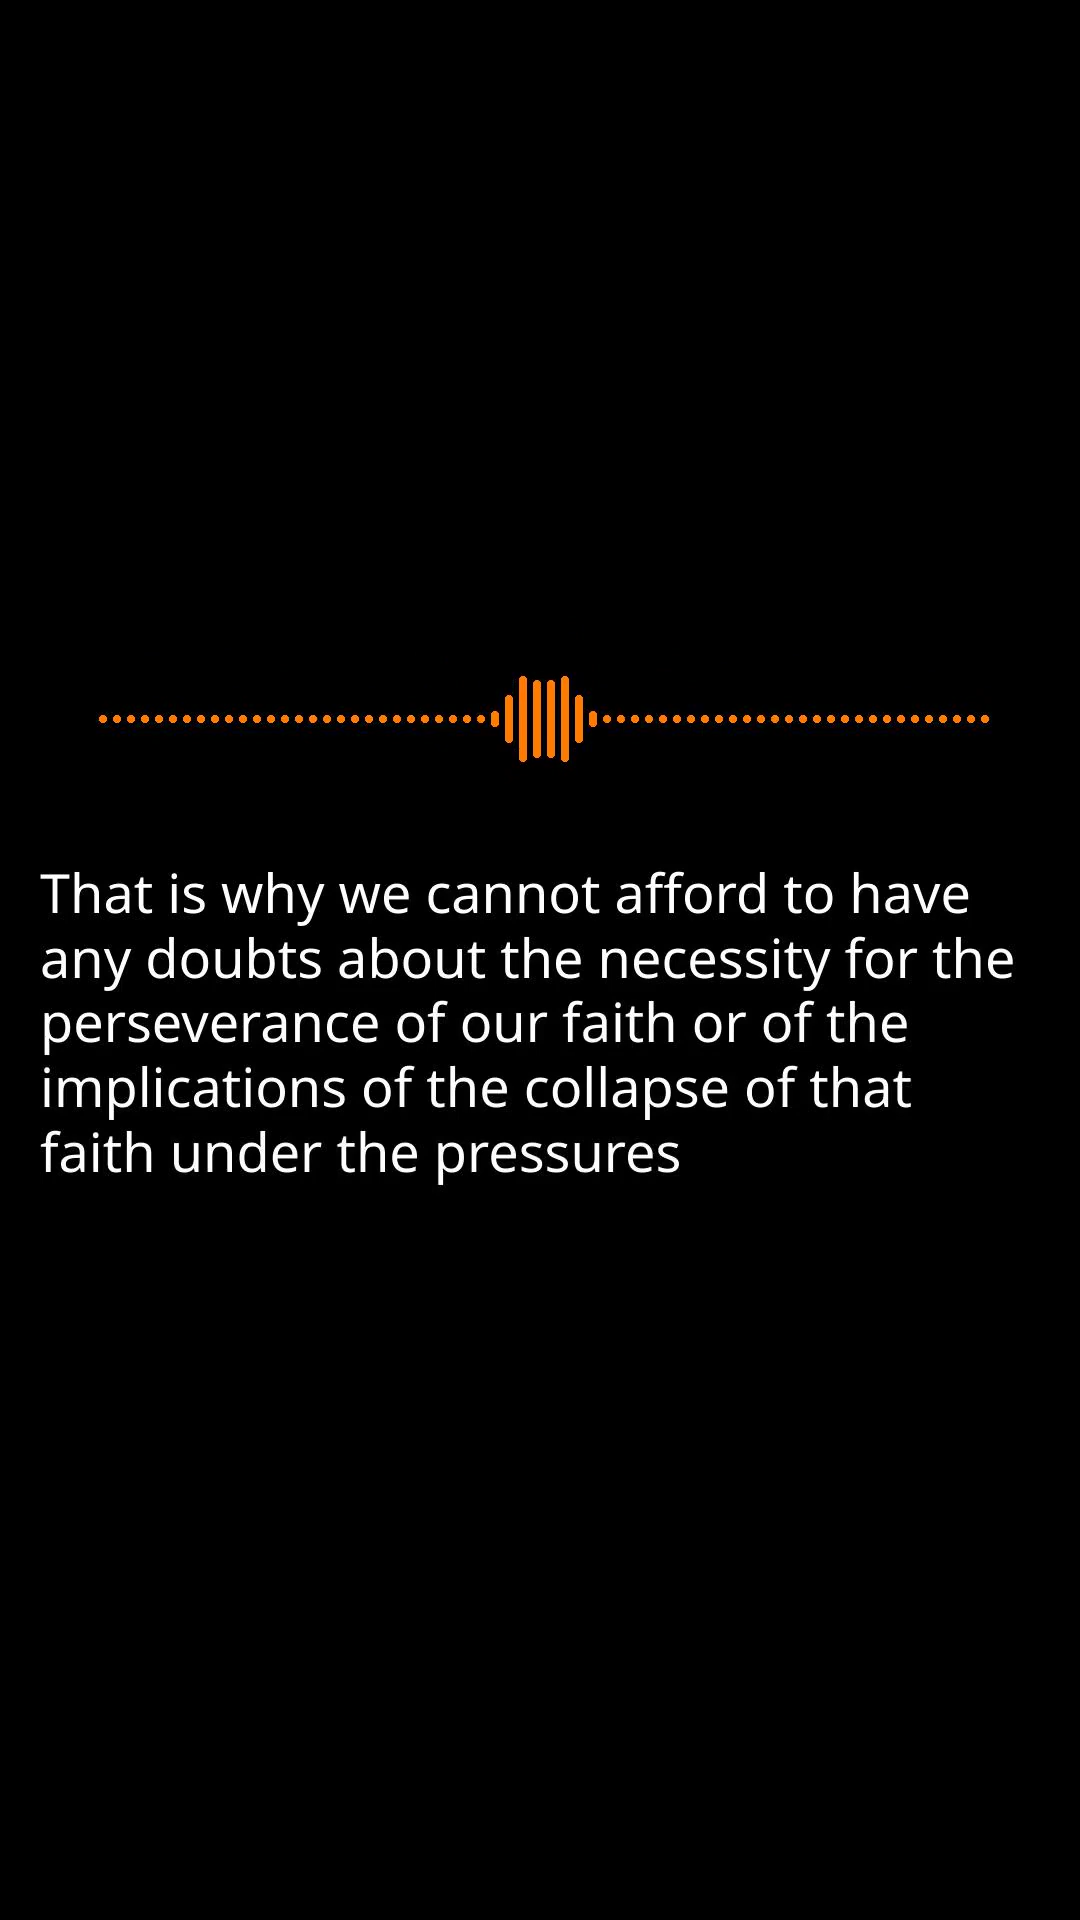 That is why we cannot afford to have
any doubts about the necessity for the
perseverance of our faith or of the
implications of the collapse of that
faith under the pressures